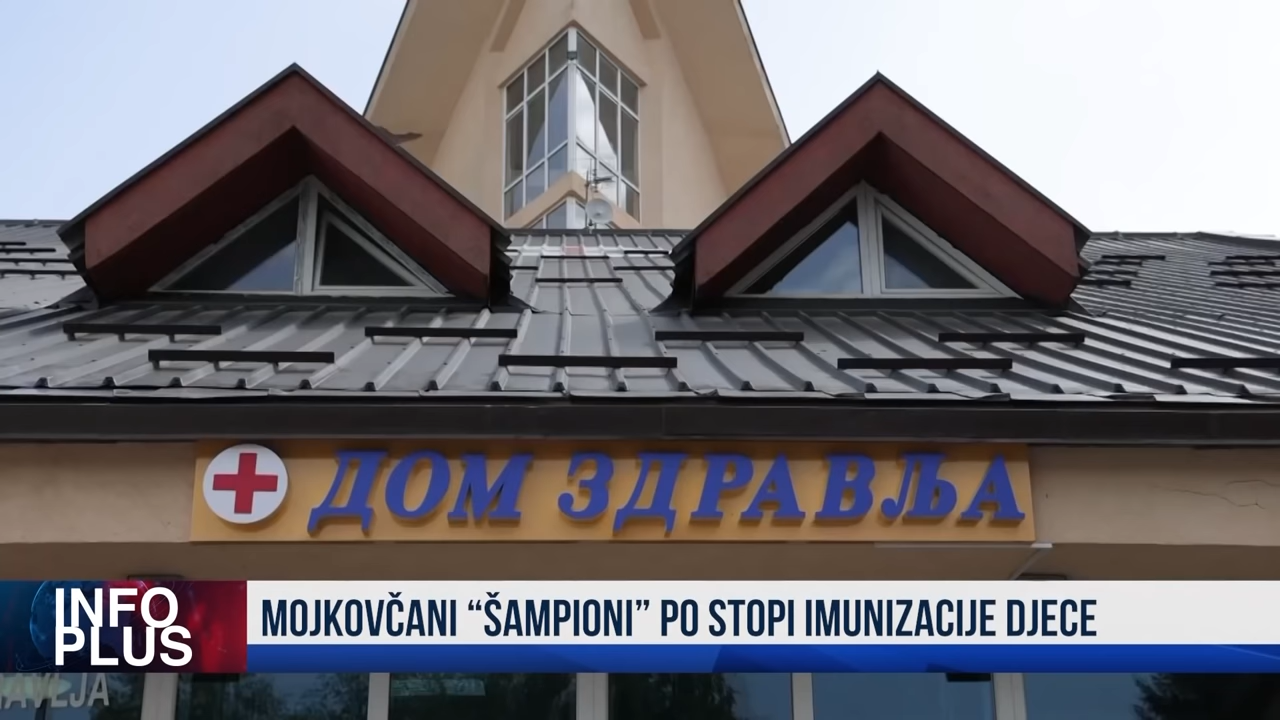 ДОМ ЗДРАВЉА
INFO
PLUS
MOJKOVČANI “ŠAMPIONI” PO STOPI IMUNIZACIJE DJECE